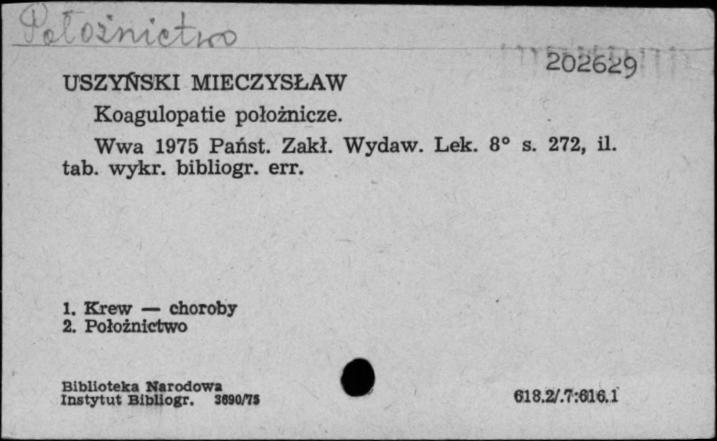 Położnictwo
202629
USZYŃSKI MIECZYSŁAW
Koagulopatie położnicze.
Wwa 1975 Państ. Zakł. Wydaw. Lek. 8° s. 272, il.
tab. wykr. bibliogr. err.
1. Krew — choroby
2. Położnictwo
Biblioteka Narodowa
Instytut Bibliogr. 3690/75
618.2/.7:616.1